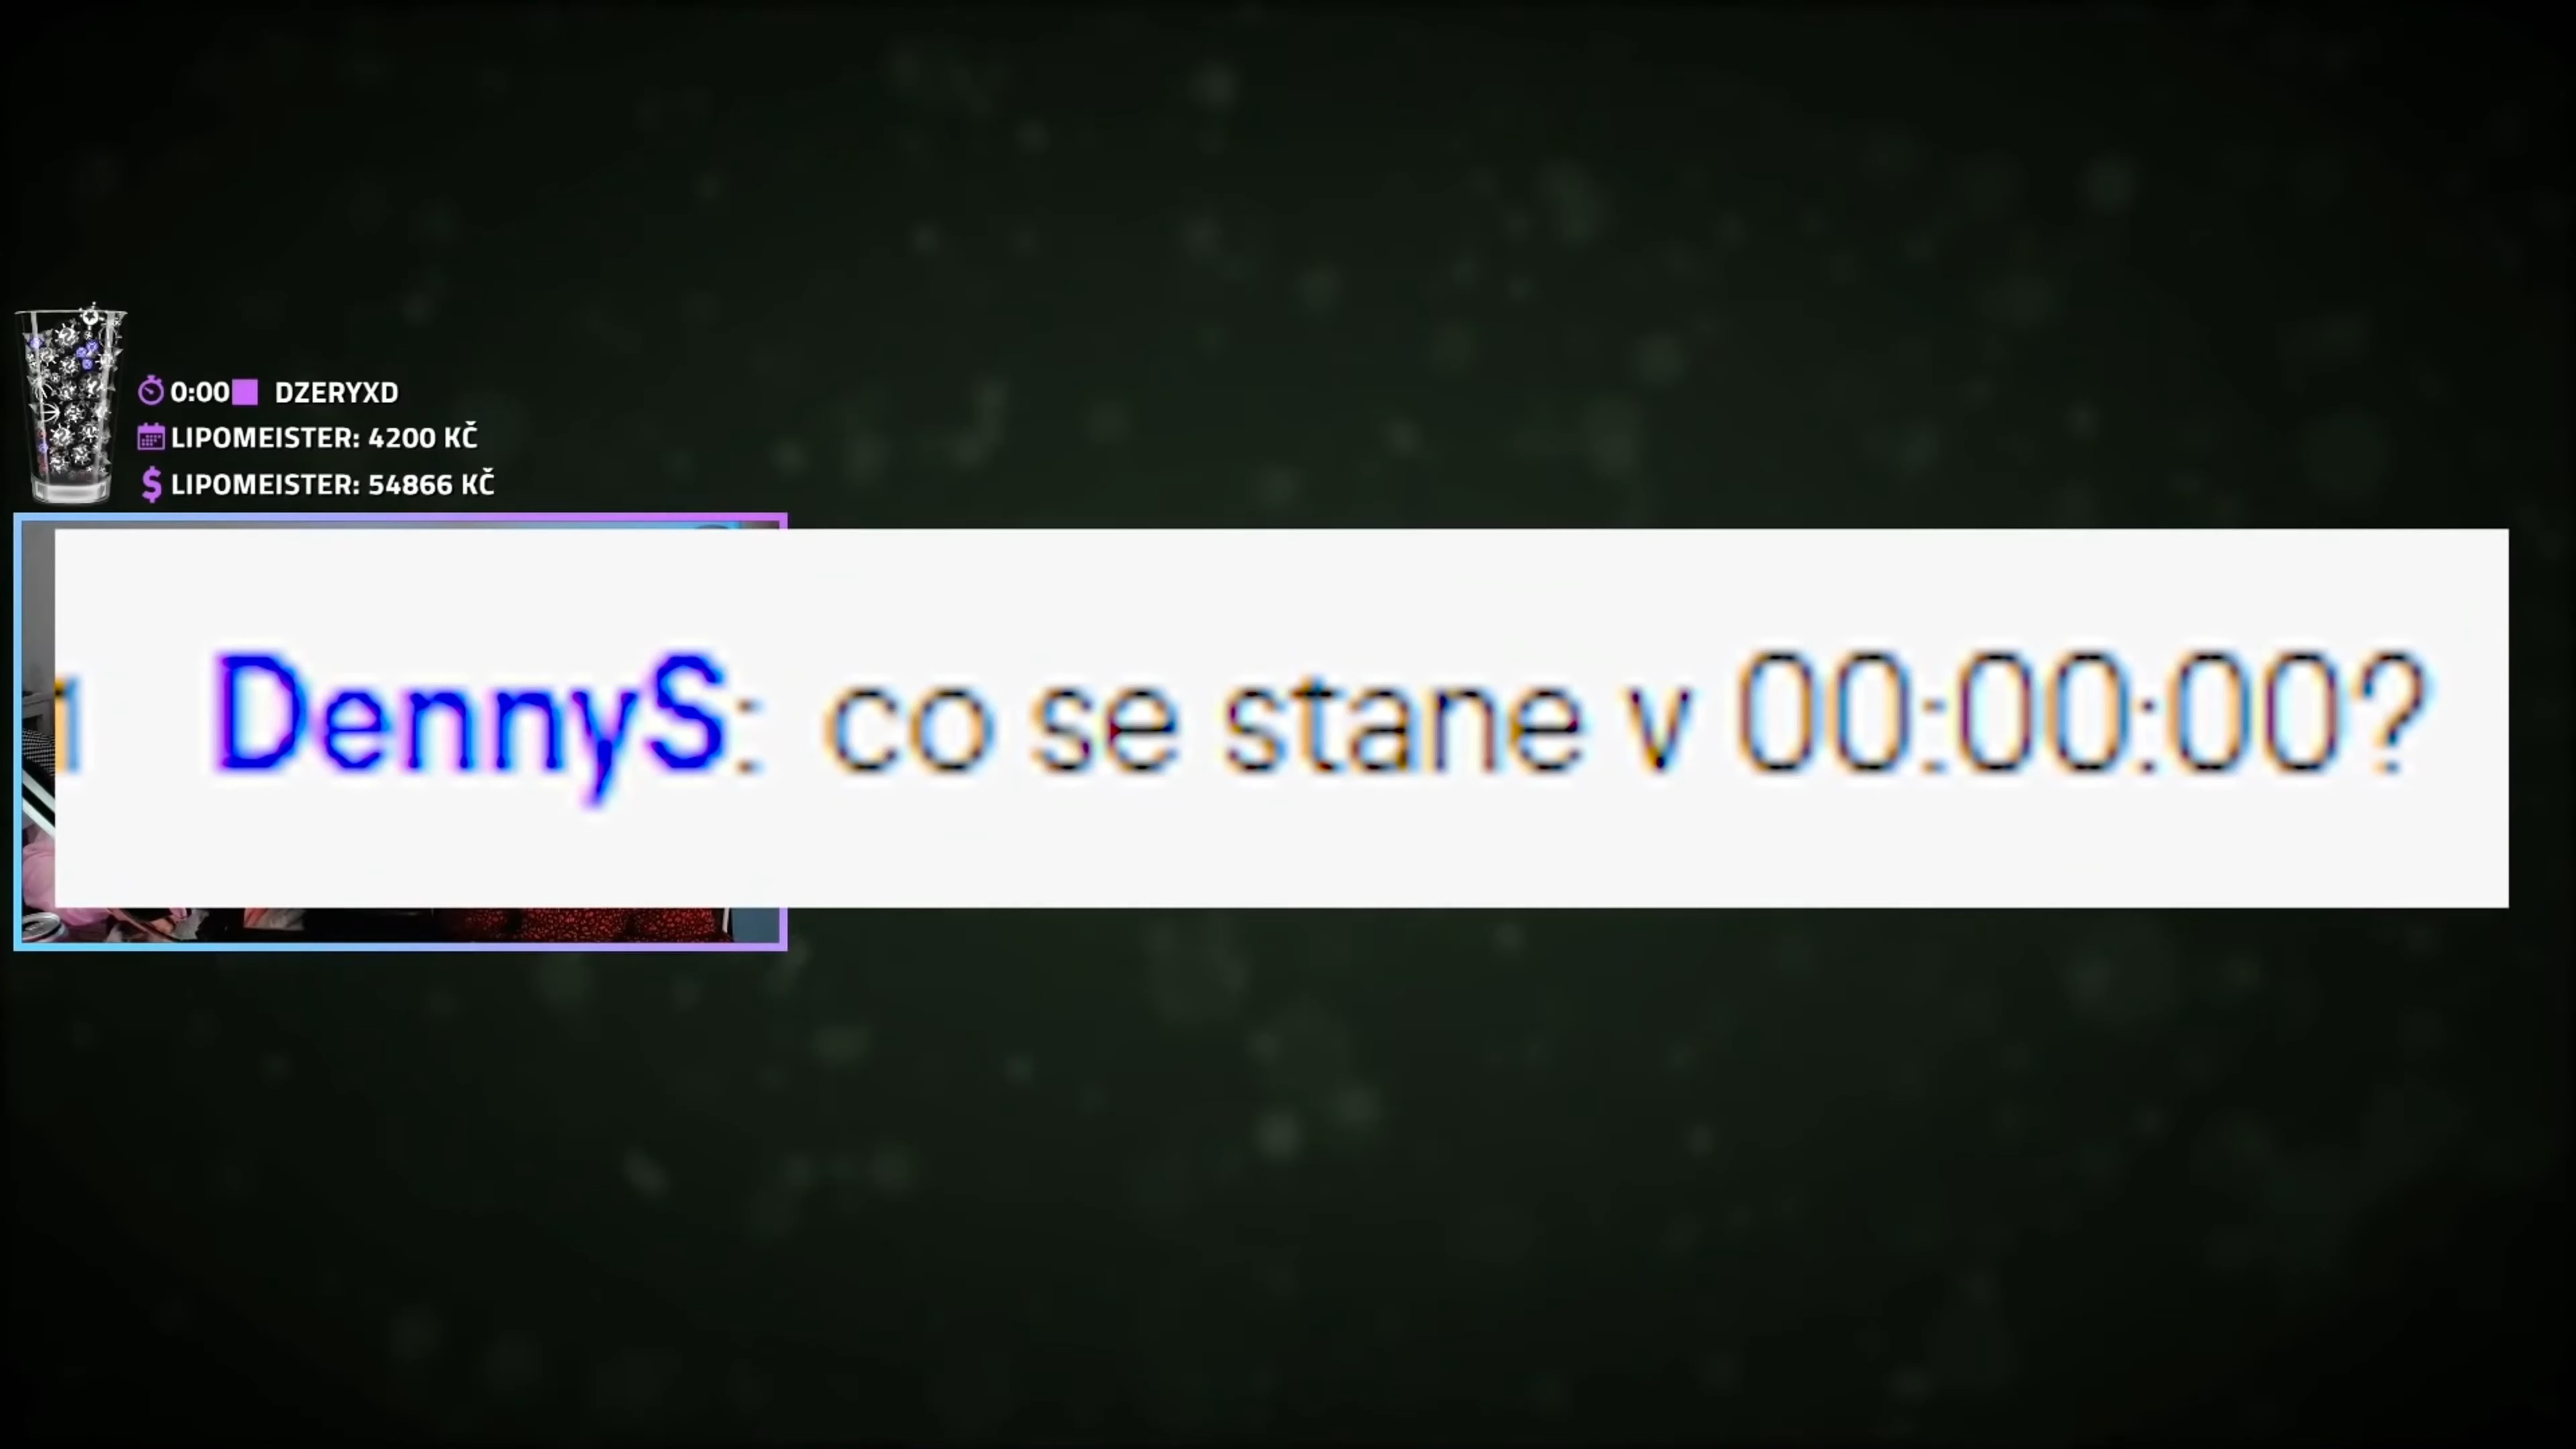 0:00 DZERYXD
LIPOMEISTER: 4200 KČ
LIPOMEISTER: 54866 KČ
DennyS: co se stane v 00:00:00?